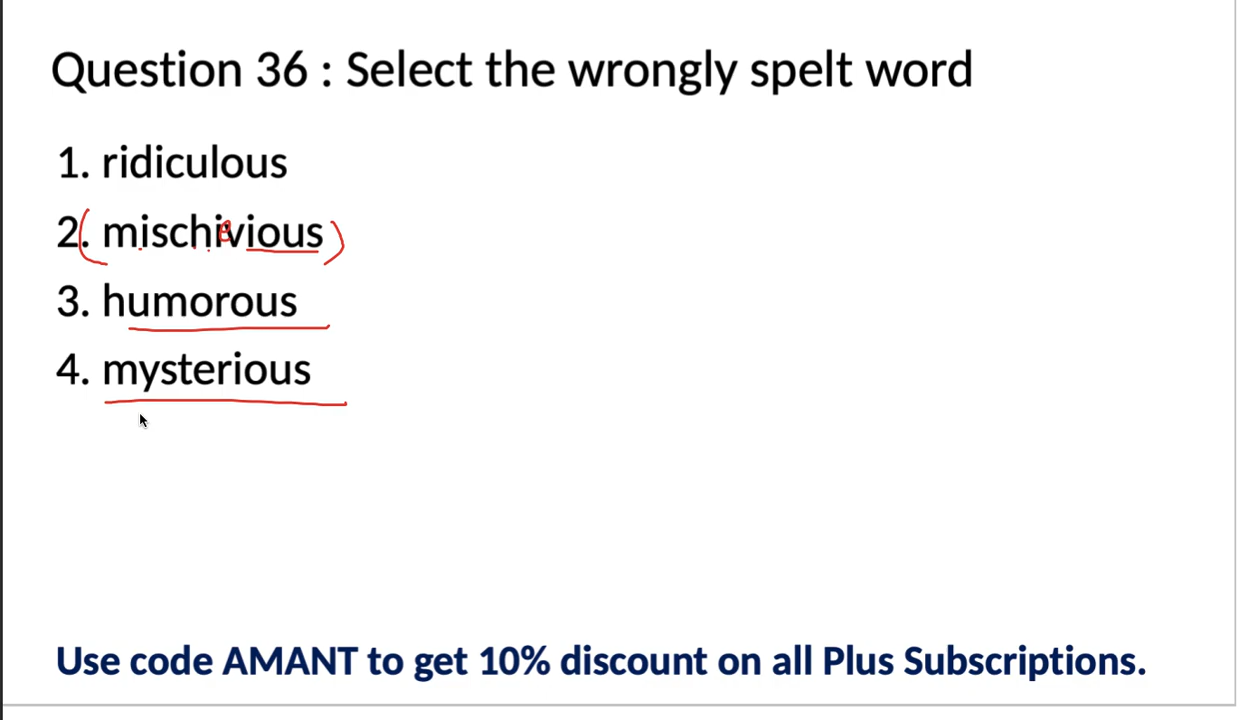 Question 36 : Select the wrongly spelt word
1. ridiculous
2. mischivious
3. humorous
4. mysterious
Use code AMANT to get 10% discount on all Plus Subscriptions.